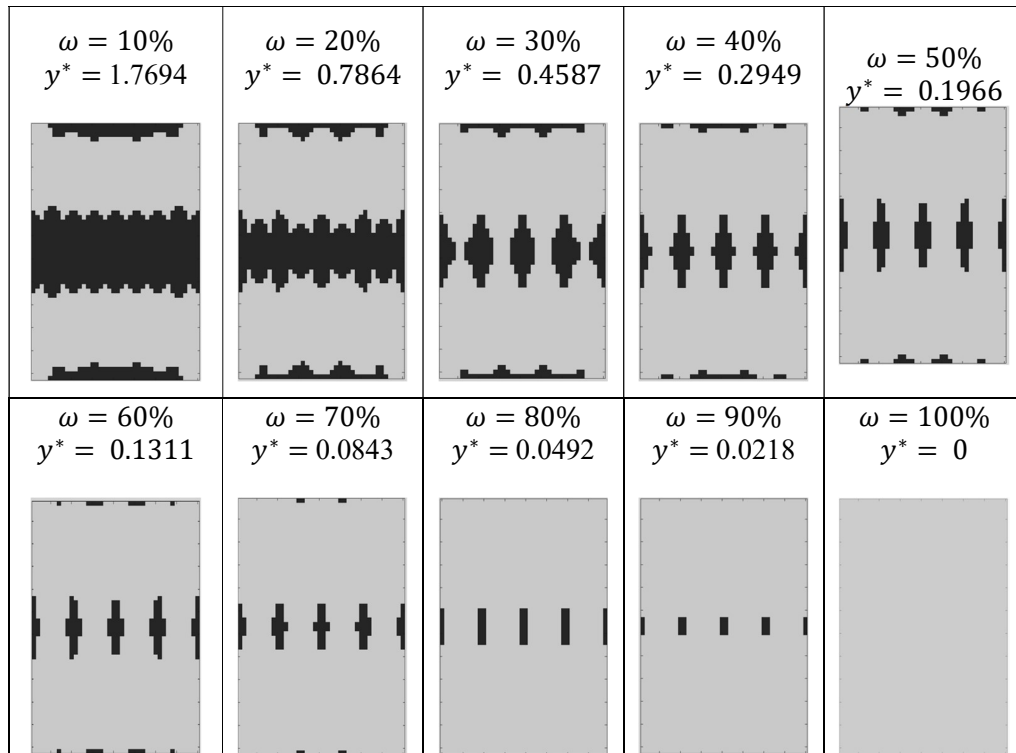 ω = 10%
y* = 1.7694
ω = 20%
y* = 0.7864
ω = 30%
y* = 0.4587
ω = 40%
y* = 0.2949
ω = 50%
y* = 0.1966
ω = 60%
y* = 0.1311
ω = 70%
y* = 0.0843
ω = 80%
y* = 0.0492
ω = 90%
y* = 0.0218
ω = 100%
y* = 0